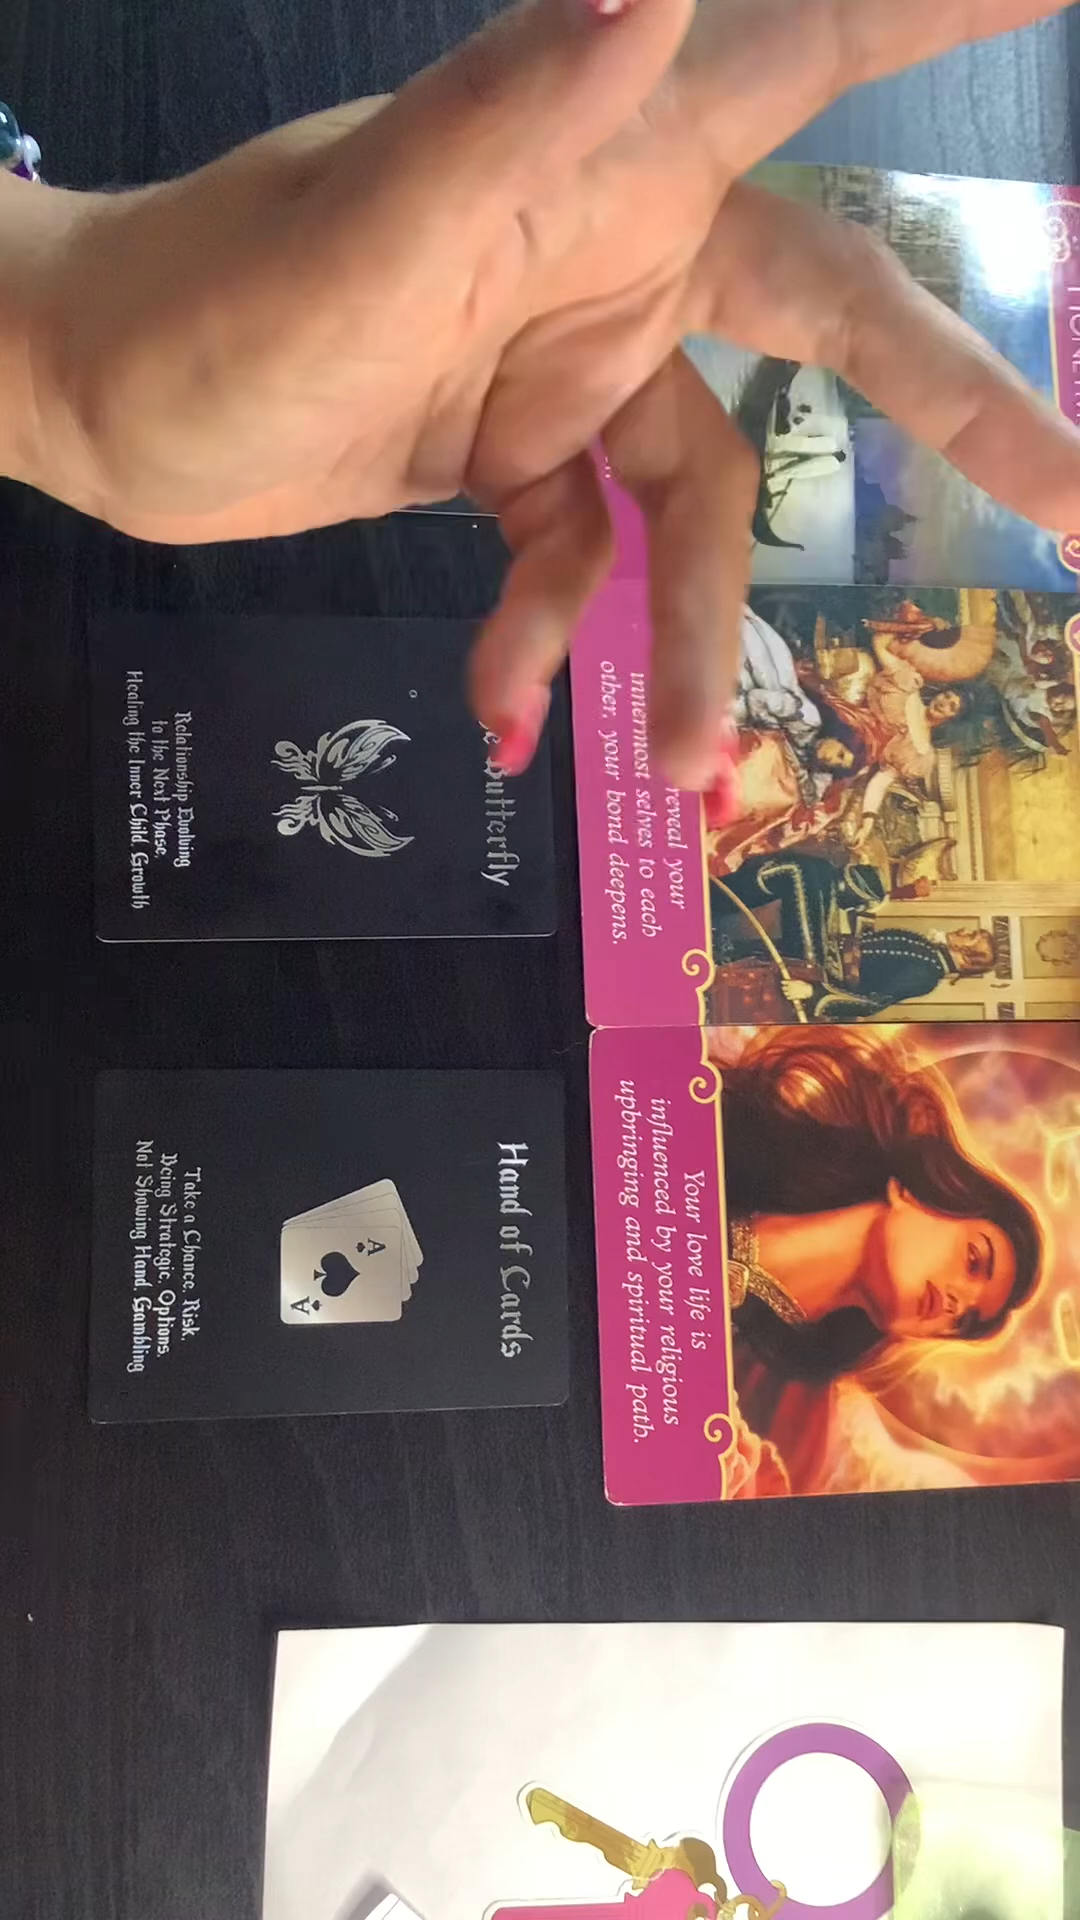 reveal your
innermost selves to each
other, your bond deepens.
Your love life is
influenced by your religious
upbringing and spiritual path.
Butterfly
Relationship Evolving
to the Next Phase,
Healing the Inner Child, Growth
Hand of Cards
A
A
Take a Chance, Risk,
Being Strategic, Options,
Not Showing Hand, Gambling